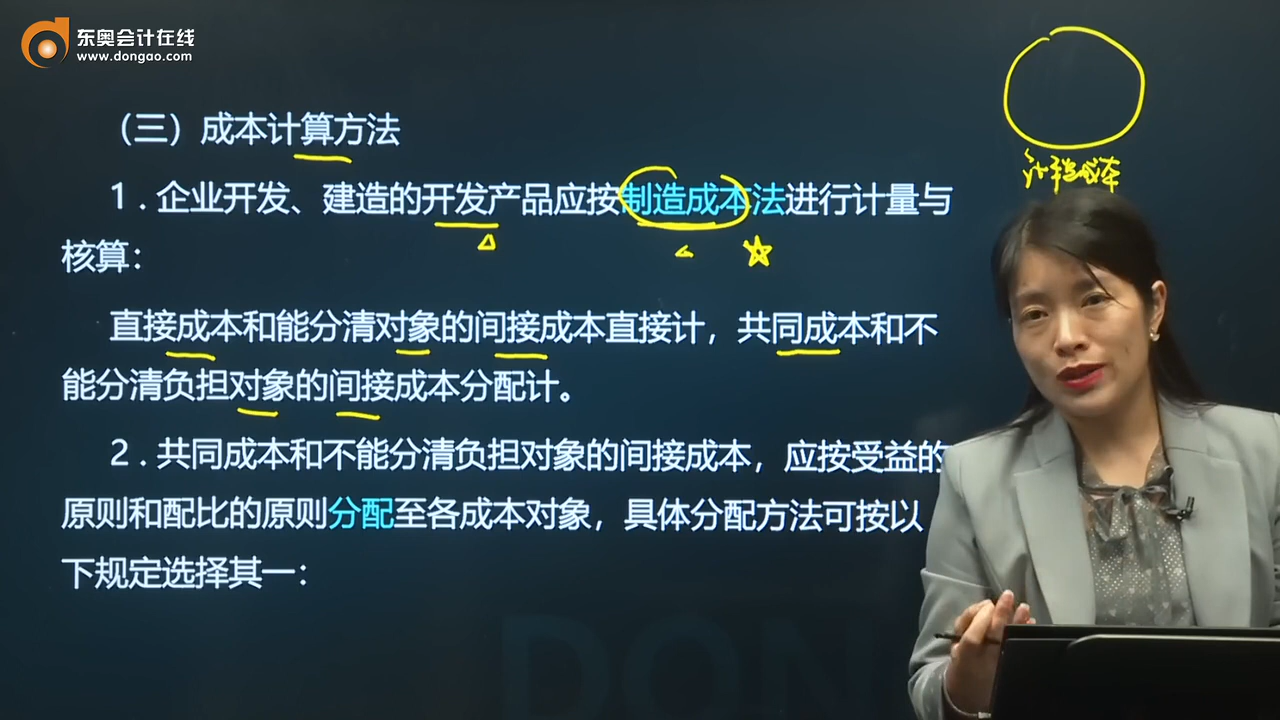 东奥会计在线
www.dongao.com
（三）成本计算方法
1.企业开发、建造的开发产品应按制造成本法进行计量与
核算：
直接成本和能分清对象的间接成本直接计，共同成本和不
能分清负担对象的间接成本分配计。
2.共同成本和不能分清负担对象的间接成本，应按受益的
原则和配比的原则分配至各成本对象，具体分配方法可按以
下规定选择其一：
DONG